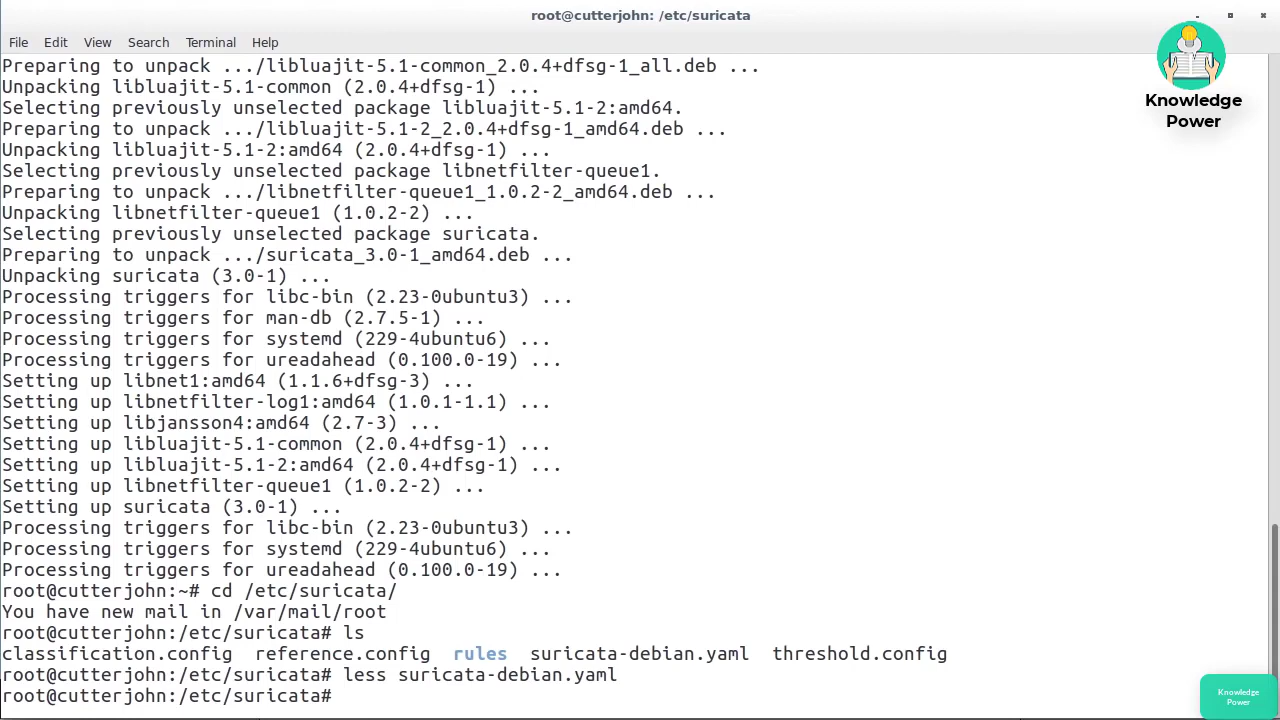 root@cutterjohn: /etc/suricata
File Edit View Search Terminal Help
Preparing to unpack .../libluajit-5.1-common_2.0.4+dfsg-1_all.deb ...
Unpacking libluajit-5.1-common (2.0.4+dfsg-1) ...
Selecting previously unselected package libluajit-5.1-2:amd64.
Preparing to unpack .../libluajit-5.1-2_2.0.4+dfsg-1_amd64.deb ...
Unpacking libluajit-5.1-2:amd64 (2.0.4+dfsg-1) ...
Selecting previously unselected package libnetfilter-queue1.
Preparing to unpack .../libnetfilter-queue1_1.0.2-2_amd64.deb ...
Unpacking libnetfilter-queue1 (1.0.2-2) ...
Selecting previously unselected package suricata.
Preparing to unpack .../suricata_3.0-1_amd64.deb ...
Unpacking suricata (3.0-1) ...
Processing triggers for libc-bin (2.23-0ubuntu3) ...
Processing triggers for man-db (2.7.5-1) ...
Processing triggers for systemd (229-4ubuntu6) ...
Processing triggers for ureadahead (0.100.0-19) ...
Setting up libnet1:amd64 (1.1.6+dfsg-3) ...
Setting up libnetfilter-log1:amd64 (1.0.1-1.1) ...
Setting up libjansson4:amd64 (2.7-3) ...
Setting up libluajit-5.1-common (2.0.4+dfsg-1) ...
Setting up libluajit-5.1-2:amd64 (2.0.4+dfsg-1) ...
Setting up libnetfilter-queue1 (1.0.2-2) ...
Setting up suricata (3.0-1) ...
Processing triggers for libc-bin (2.23-0ubuntu3) ...
Processing triggers for systemd (229-4ubuntu6) ...
Processing triggers for ureadahead (0.100.0-19) ...
root@cutterjohn:~# cd /etc/suricata/
You have new mail in /var/mail/root
root@cutterjohn:/etc/suricata# ls
classification.config reference.config rules suricata-debian.yaml threshold.config
root@cutterjohn:/etc/suricata# less suricata-debian.yaml
root@cutterjohn:/etc/suricata#
Knowledge
Power
Knowledge
Power